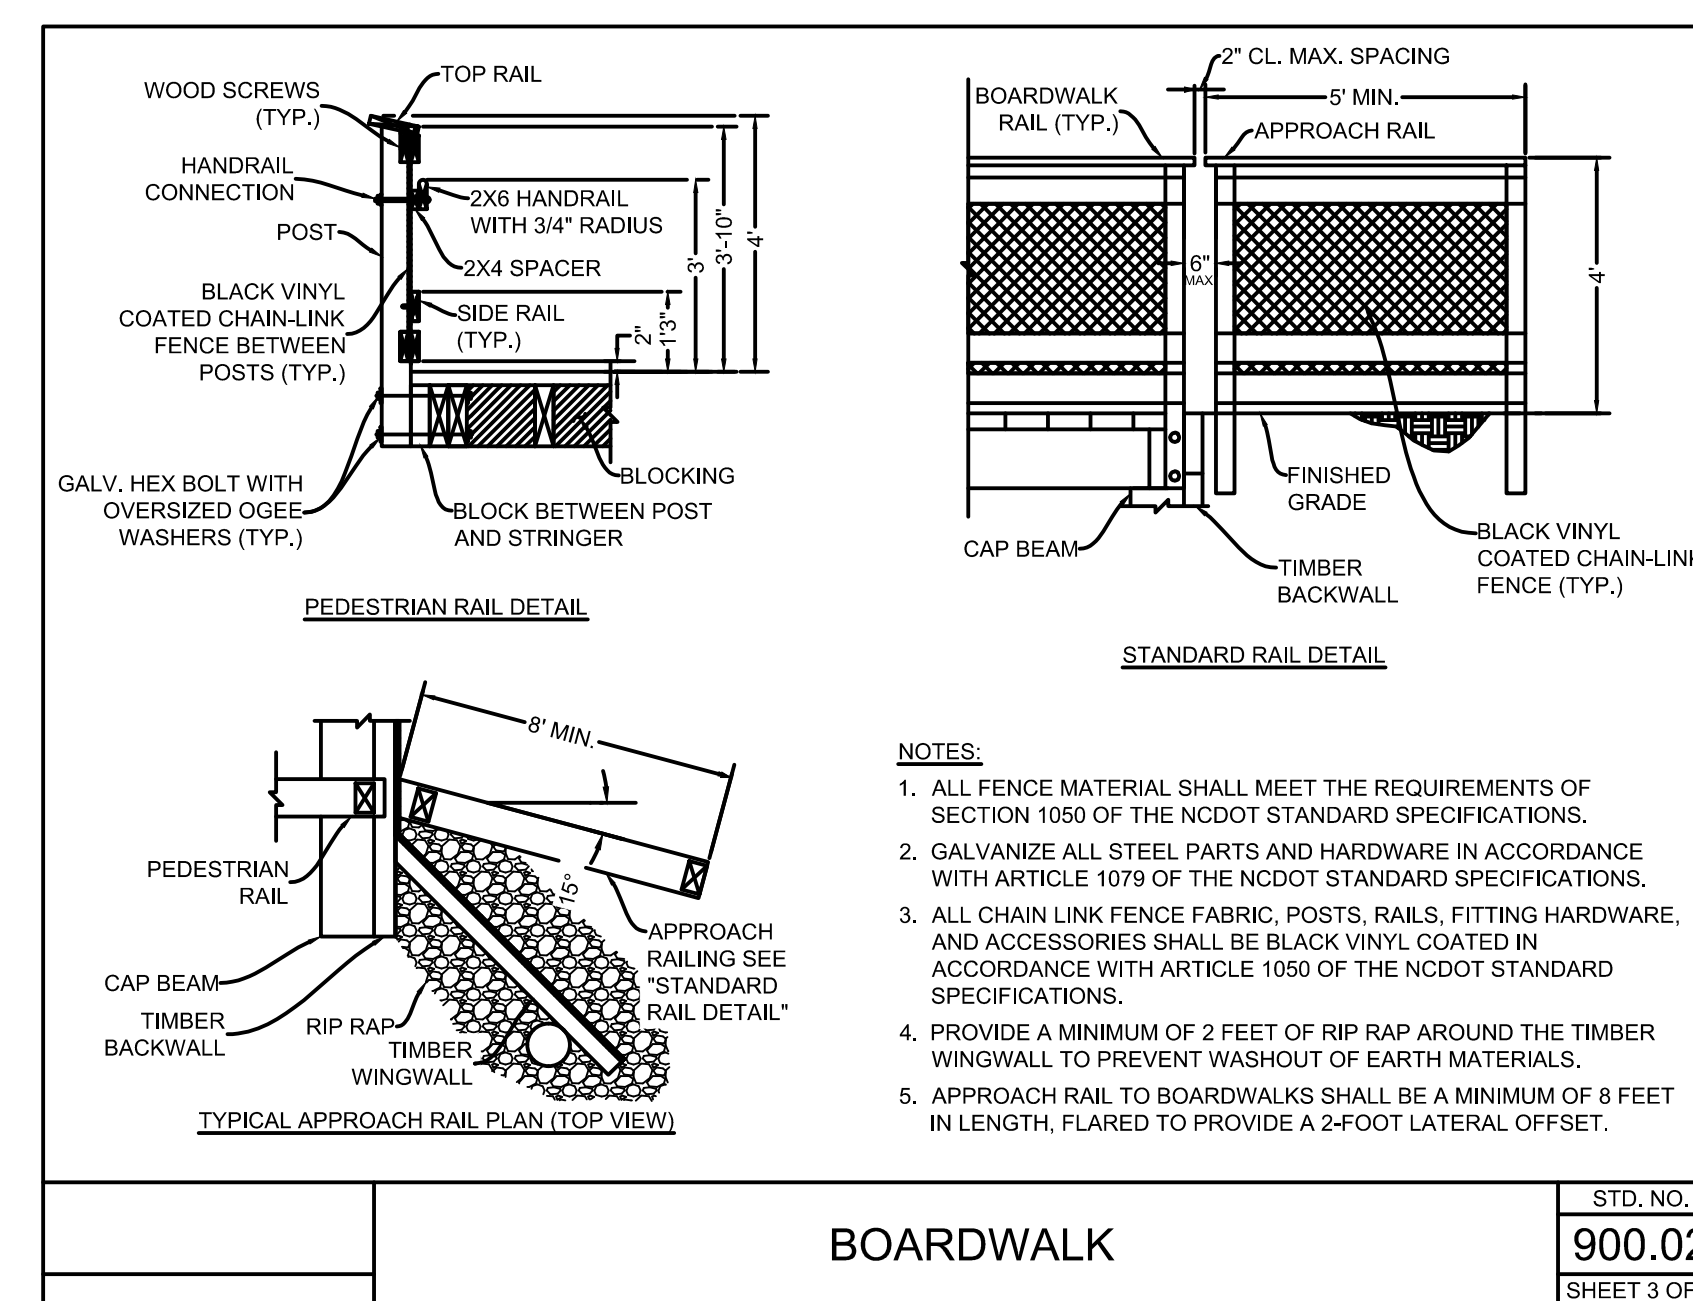 WOOD SCREWS
(TYP.)
TOP RAIL
HANDRAIL
CONNECTION
2X6 HANDRAIL
WITH 3/4" RADIUS
POST
2X4 SPACER
BLACK VINYL
COATED CHAIN-LINK
FENCE BETWEEN
POSTS (TYP.)
SIDE RAIL
(TYP.)
2"
1'3"
3'
3'-10"
4'
GALV. HEX BOLT WITH
OVERSIZED OGEE
WASHERS (TYP.)
BLOCKING
BLOCK BETWEEN POST
AND STRINGER
PEDESTRIAN RAIL DETAIL
2" CL. MAX. SPACING
BOARDWALK
RAIL (TYP.)
5' MIN.
APPROACH RAIL
6"
MAX
4'
FINISHED
GRADE
CAP BEAM
TIMBER
BACKWALL
BLACK VINYL
COATED CHAIN-LINK
FENCE (TYP.)
STANDARD RAIL DETAIL
8' MIN.
15°
PEDESTRIAN
RAIL
CAP BEAM
TIMBER
BACKWALL
RIP RAP
TIMBER
WINGWALL
APPROACH
RAILING SEE
"STANDARD
RAIL DETAIL"
TYPICAL APPROACH RAIL PLAN (TOP VIEW)
NOTES:
1. ALL FENCE MATERIAL SHALL MEET THE REQUIREMENTS OF
SECTION 1050 OF THE NCDOT STANDARD SPECIFICATIONS.
2. GALVANIZE ALL STEEL PARTS AND HARDWARE IN ACCORDANCE
WITH ARTICLE 1079 OF THE NCDOT STANDARD SPECIFICATIONS.
3. ALL CHAIN LINK FENCE FABRIC, POSTS, RAILS, FITTING HARDWARE,
AND ACCESSORIES SHALL BE BLACK VINYL COATED IN
ACCORDANCE WITH ARTICLE 1050 OF THE NCDOT STANDARD
SPECIFICATIONS.
4. PROVIDE A MINIMUM OF 2 FEET OF RIP RAP AROUND THE TIMBER
WINGWALL TO PREVENT WASHOUT OF EARTH MATERIALS.
5. APPROACH RAIL TO BOARDWALKS SHALL BE A MINIMUM OF 8 FEET
IN LENGTH, FLARED TO PROVIDE A 2-FOOT LATERAL OFFSET.
BOARDWALK
STD. NO.
900.02
SHEET 3 OF